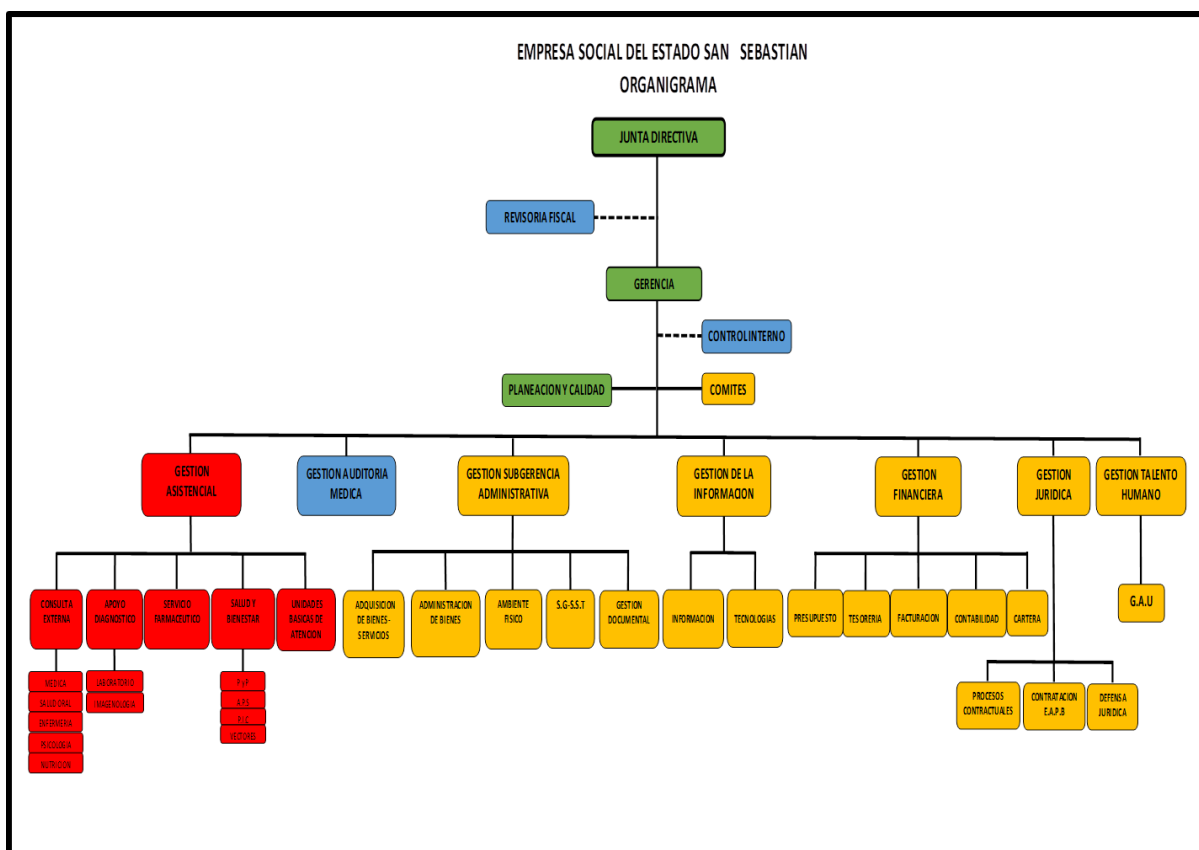 EMPRESA SOCIAL DEL ESTADO SAN SEBASTIAN
ORGANIGRAMA
JUNTA DIRECTIVA
REVISORIA FISCAL
GERENCIA
CONTROL INTERNO
PLANEACION Y CALIDAD
COMITES
GESTION
ASISTENCIAL
GESTION AUDITORIA
MEDICA
GESTION SUBGERENCIA
ADMINISTRATIVA
GESTION DE LA
INFORMACION
GESTION
FINANCIERA
GESTION
JURIDICA
GESTION TALENTO
HUMANO
CONSULTA
EXTERNA
APOYO
DIAGNOSTICO
SERVICIO
FARMACEUTICO
SALUD Y
BIENESTAR
UNIDADES
BASICAS DE
ATENCION
ADQUISICION
DE BIENES-
SERVICIOS
ADMINISTRACION
DE BIENES
AMBIENTE
FISICO
S.G-S.S.T
GESTION
DOCUMENTAL
INFORMACION
TECNOLOGIAS
PRESUPUESTO
TESORERIA
FACTURACION
CONTABILIDAD
CARTERA
G.A.U
MEDICA
SALUD ORAL
ENFERMERIA
PSICOLOGIA
NUTRICION
LABORATORIO
IMAGENOLOGIA
P y P
A.P.S
P.I.C.
VECTORES
PROCESOS
CONTRACTUALES
CONTRATACION
E.A.P.B
DEFENSA
JURIDICA